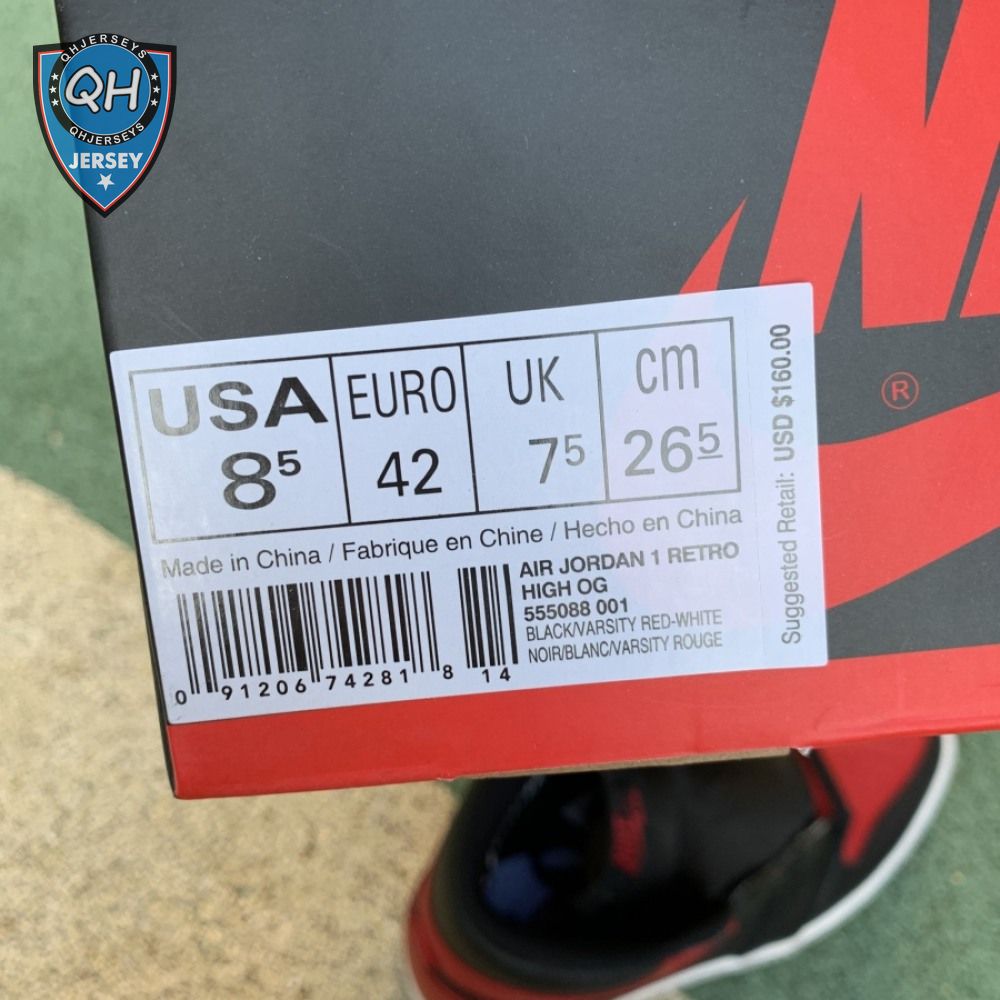 QHJERSEYS
QH
QHJERSEYS
JERSEY
USA EURO UK cm
8⁵ 42 7⁵ 26⁵
Made in China / Fabrique en Chine / Hecho en China
AIR JORDAN 1 RETRO
HIGH OG
555088 001
BLACK/VARSITY RED-WHITE
NOIR/BLANC/VARSITY ROUGE
0 91206 74281 8 14
Suggested Retail: USD $160.00
®